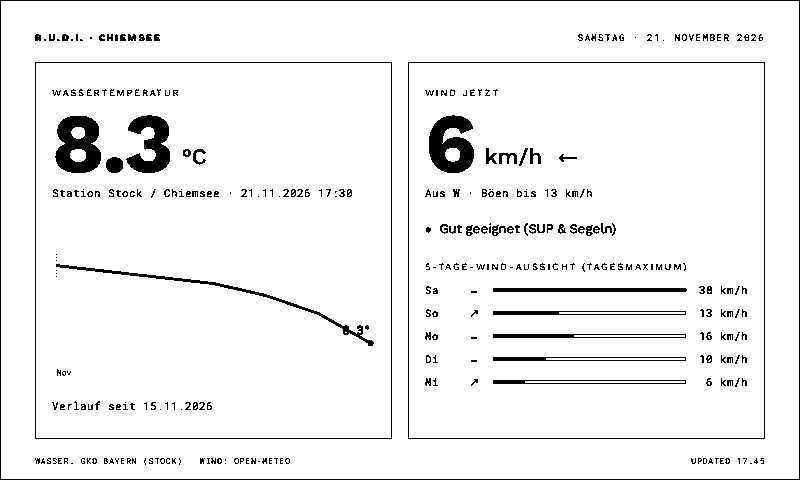 R.U.D.I. · CHIEMSEE
SAMSTAG · 21. NOVEMBER 2026
WASSERTEMPERATUR
8.3 °C
Station Stock / Chiemsee · 21.11.2026 17:30
8.3°
Nov
Verlauf seit 15.11.2026
WIND JETZT
6 km/h ←
Aus W · Böen bis 13 km/h
• Gut geeignet (SUP & Segeln)
5-TAGE-WIND-AUSSICHT (TAGESMAXIMUM)
Sa – 38 km/h
So ↗ 13 km/h
Mo – 16 km/h
Di – 10 km/h
Mi ↗ 6 km/h
WASSER: GKD BAYERN (STOCK) WIND: OPEN-METEO
UPDATED 17:45